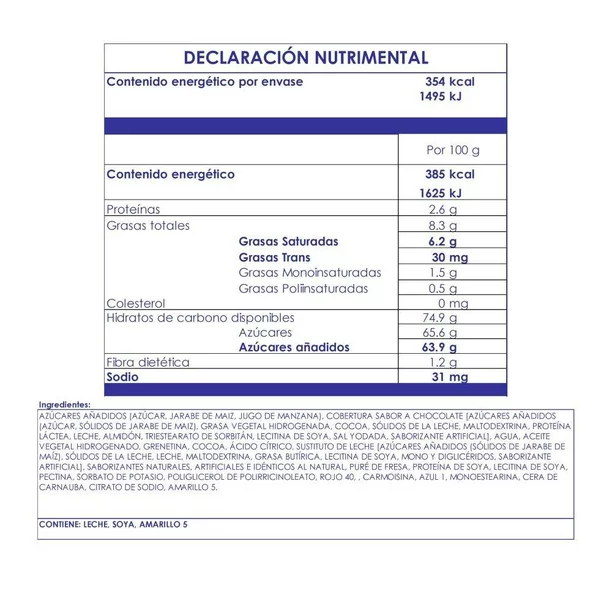 DECLARACIÓN NUTRIMENTAL
Contenido energético por envase 354 kcal
1495 kJ
Por 100 g
Contenido energético 385 kcal
1625 kJ
Proteínas 2.6 g
Grasas totales 8.3 g
Grasas Saturadas 6.2 g
Grasas Trans 30 mg
Grasas Monoinsaturadas 1.5 g
Grasas Poliinsaturadas 0.5 g
Colesterol 0 mg
Hidratos de carbono disponibles 74.9 g
Azúcares 65.6 g
Azúcares añadidos 63.9 g
Fibra dietética 1.2 g
Sodio 31 mg
Ingredientes:
AZÚCARES AÑADIDOS (AZÚCAR, JARABE DE MAIZ, JUGO DE MANZANA), COBERTURA SABOR A CHOCOLATE [AZÚCARES AÑADIDOS
(AZÚCAR, SÓLIDOS DE JARABE DE MAIZ), GRASA VEGETAL HIDROGENADA, COCOA, SÓLIDOS DE LA LECHE, MALTODEXTRINA, PROTEÍNA
LÁCTEA, LECHE, ALMIDÓN, TRIESTEARATO DE SORBITÁN, LECITINA DE SOYA, SAL YODADA, SABORIZANTE ARTIFICIAL], AGUA, ACEITE
VEGETAL HIDROGENADO, GRENETINA, COCOA, ÁCIDO CÍTRICO, SUSTITUTO DE LECHE [AZÚCARES AÑADIDOS (SÓLIDOS DE JARABE DE
MAÍZ), SÓLIDOS DE LA LECHE, LECHE, MALTODEXTRINA, GRASA BUTÍRICA, LECITINA DE SOYA, MONO Y DIGLICÉRIDOS, SABORIZANTE
ARTIFICIAL], SABORIZANTES NATURALES, ARTIFICIALES E IDÉNTICOS AL NATURAL, PURÉ DE FRESA, PROTEÍNA DE SOYA, LECITINA DE SOYA,
PECTINA, SORBATO DE POTASIO, POLIGLICEROL DE POLIRRICINOLEATO, ROJO 40, , CARMOISINA, AZUL 1, MONOESTEARINA, CERA DE
CARNAUBA, CITRATO DE SODIO, AMARILLO 5.
CONTIENE: LECHE, SOYA, AMARILLO 5